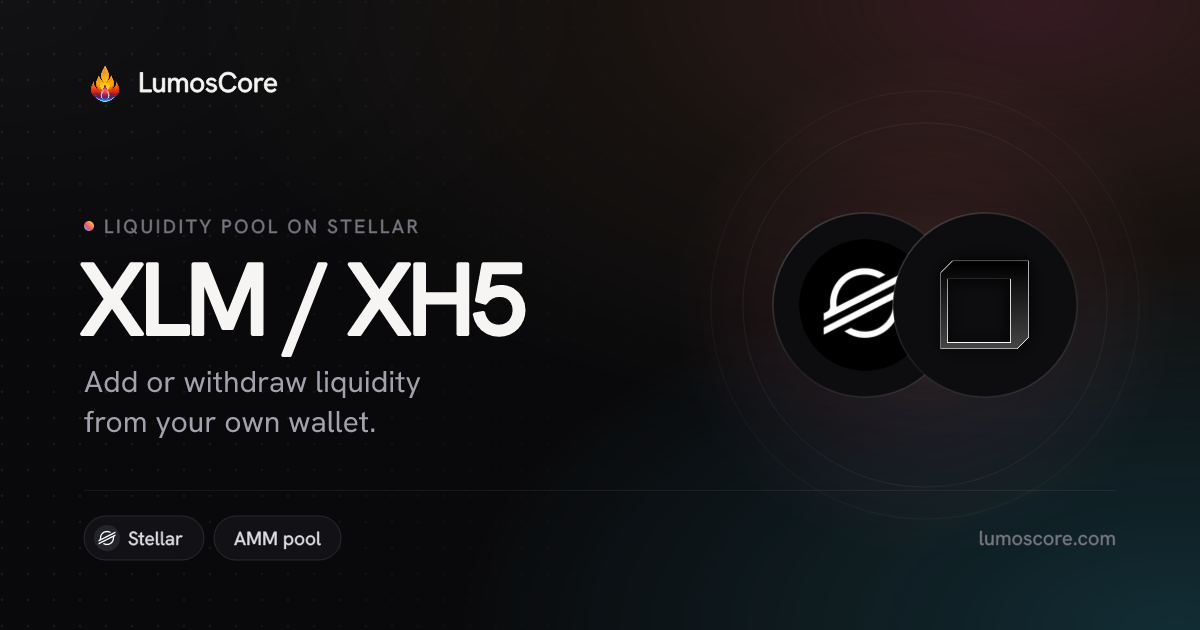 LumosCore
LIQUIDITY POOL ON STELLAR
XLM / XH5
Add or withdraw liquidity
from your own wallet.
Stellar
AMM pool
lumoscore.com